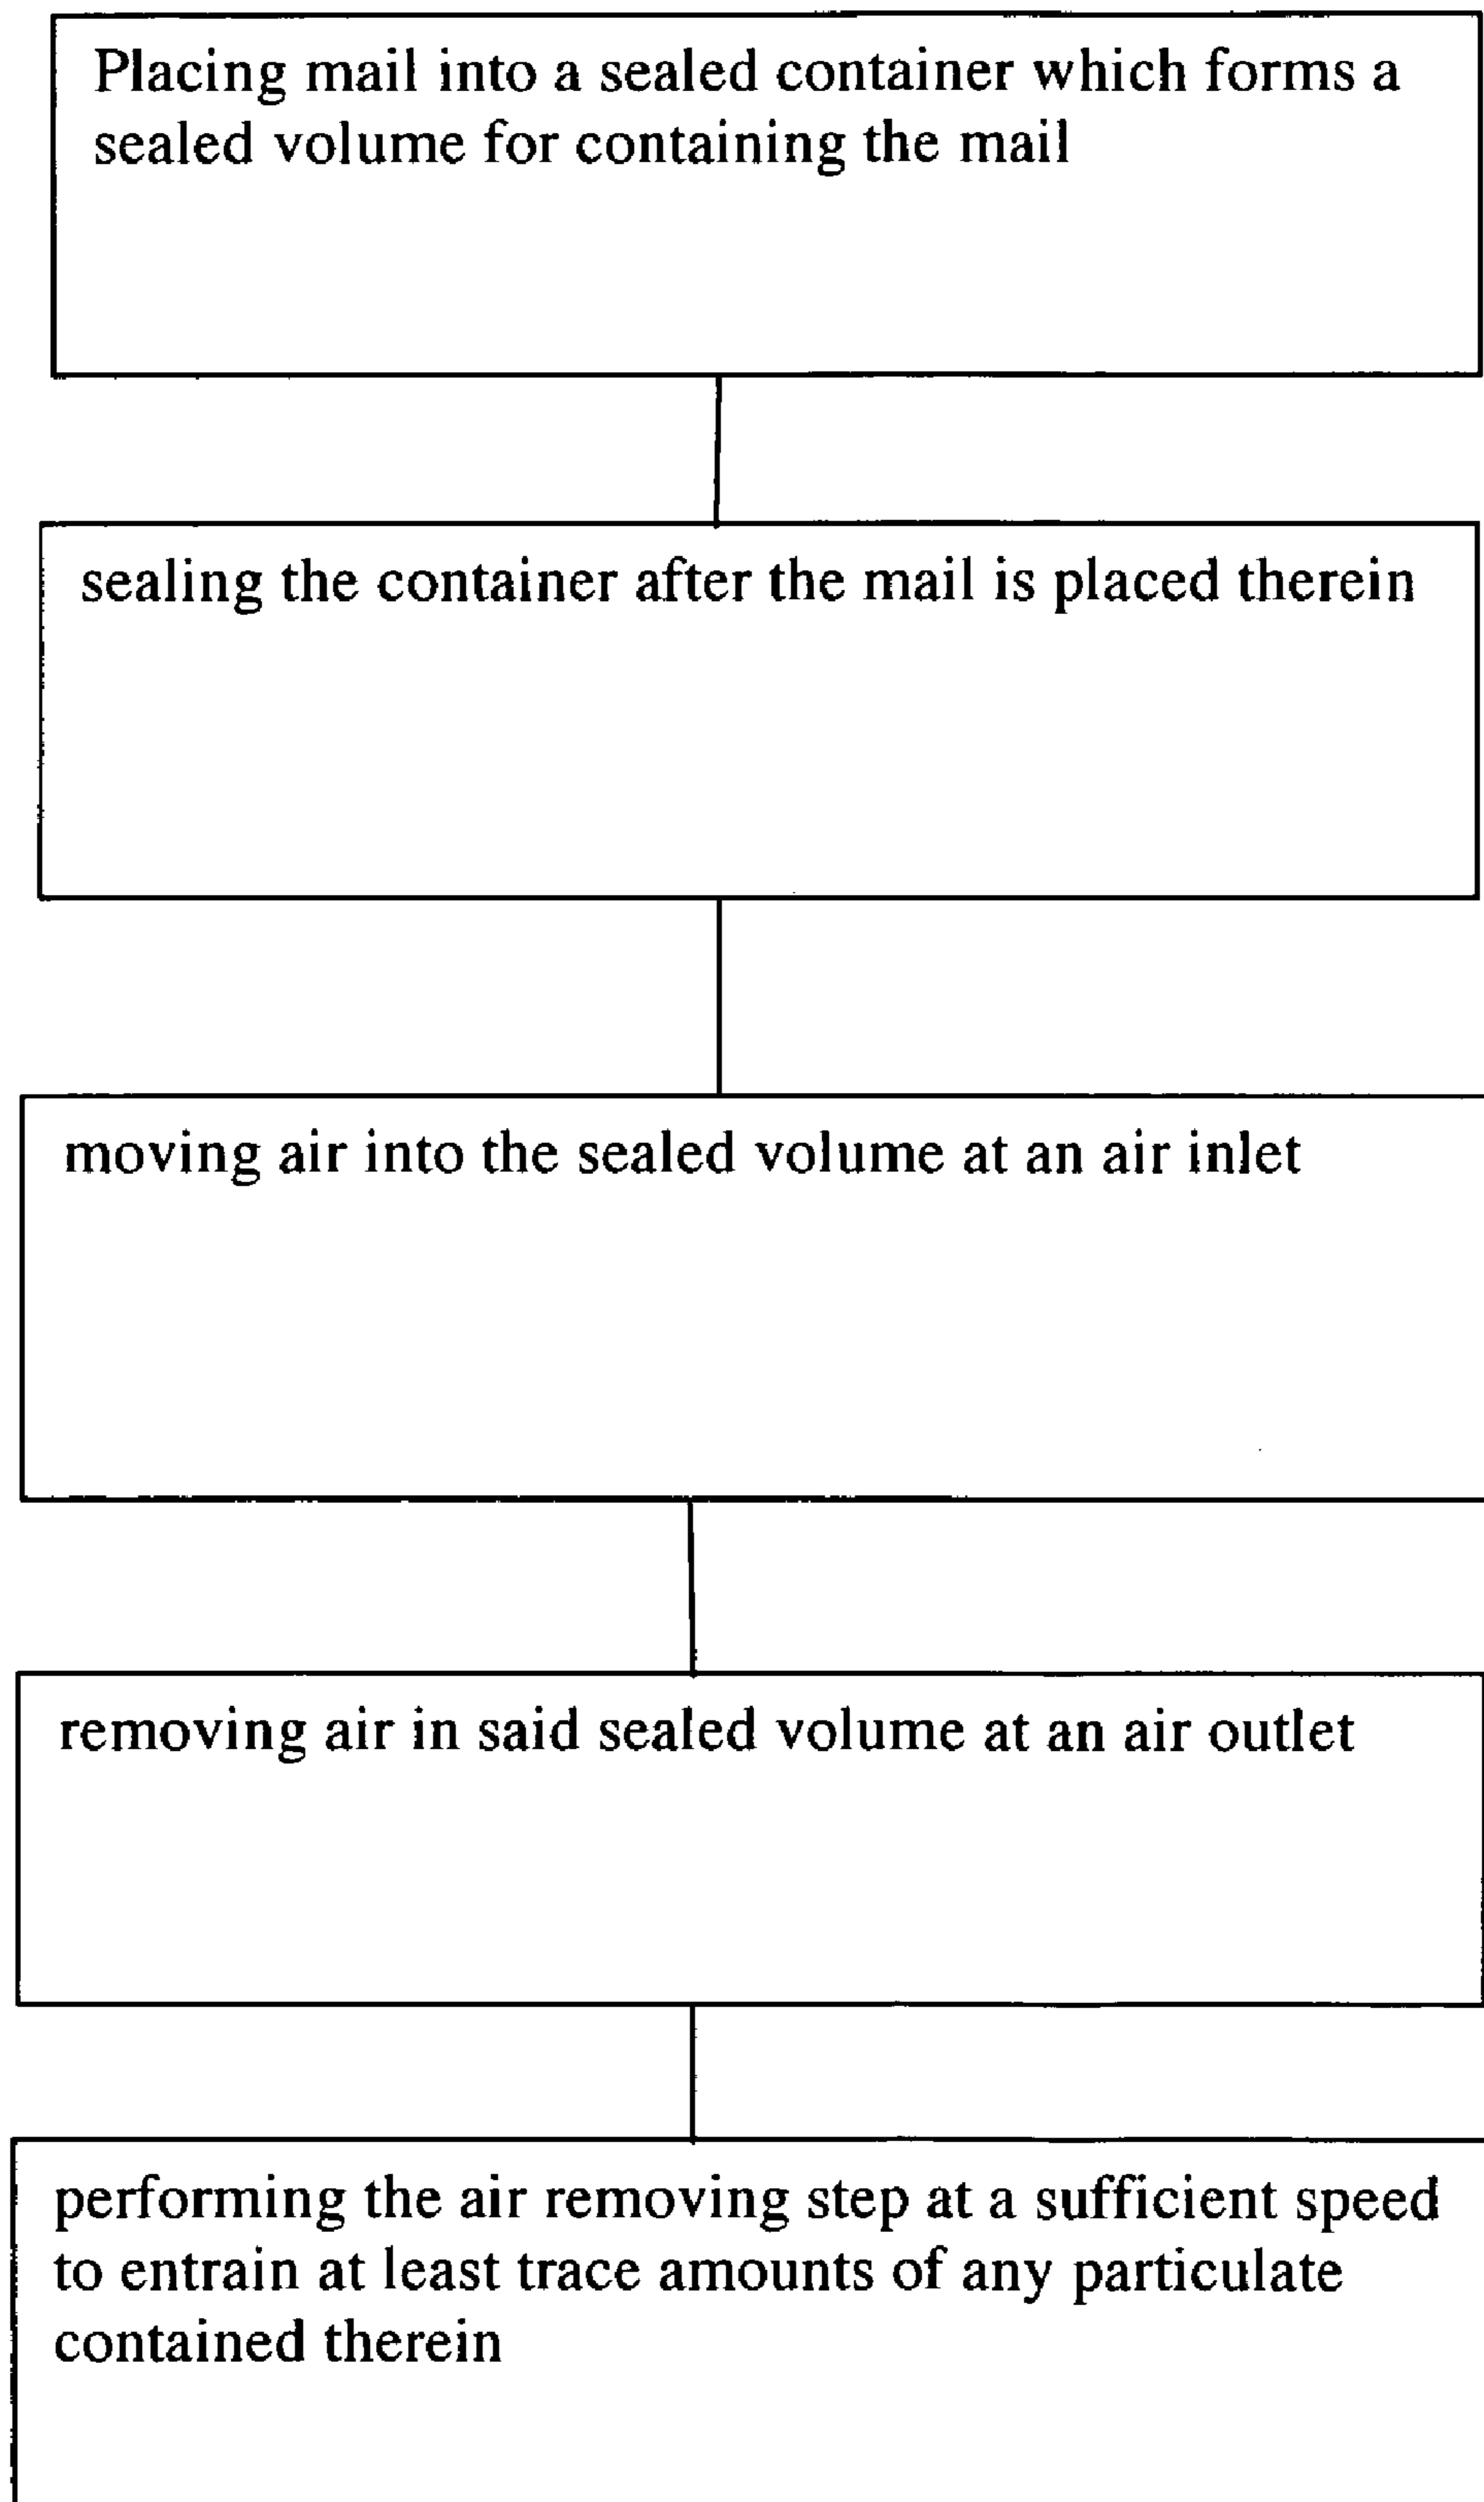 Placing mail into a sealed container which forms a
sealed volume for containing the mail
sealing the container after the mail is placed therein
moving air into the sealed volume at an air inlet
removing air in said sealed volume at an air outlet
performing the air removing step at a sufficient speed
to entrain at least trace amounts of any particulate
contained therein